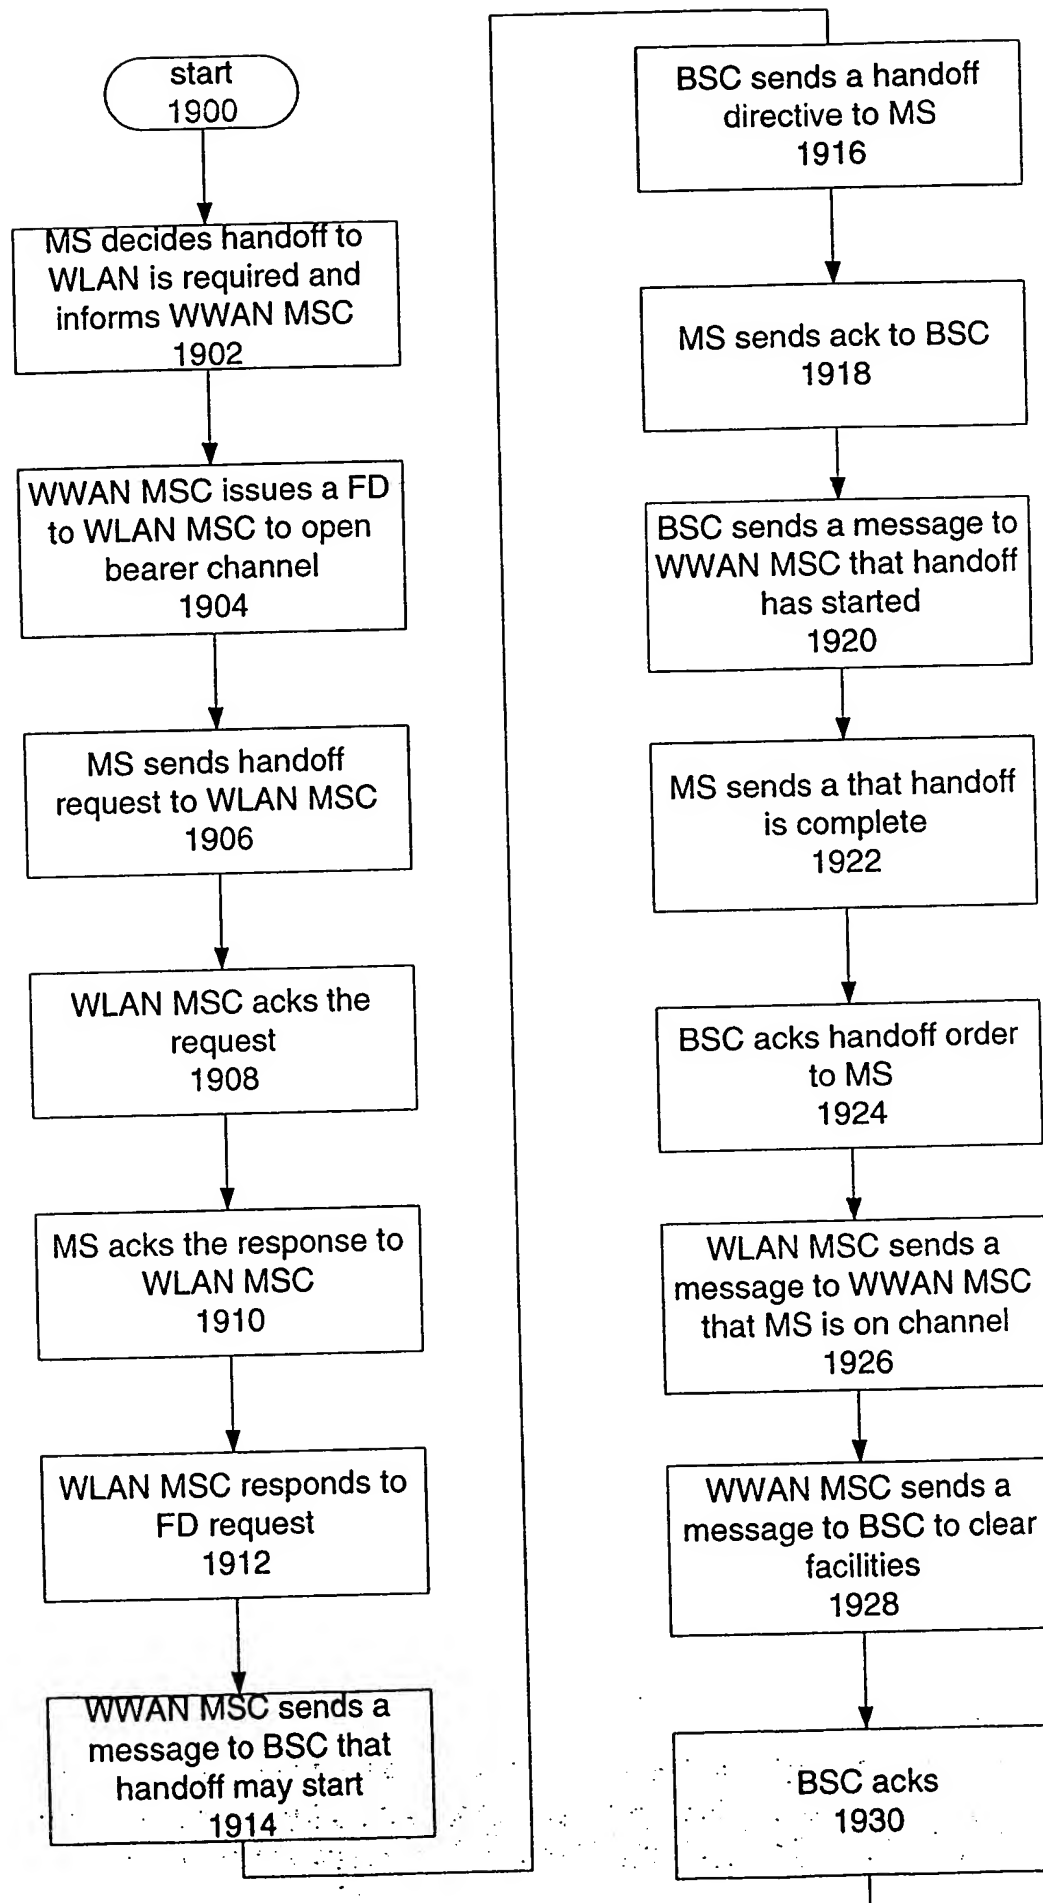 start
1900
MS decides handoff to
WLAN is required and
informs WWAN MSC
1902
WWAN MSC issues a FD
to WLAN MSC to open
bearer channel
1904
MS sends handoff
request to WLAN MSC
1906
WLAN MSC acks the
request
1908
MS acks the response to
WLAN MSC
1910
WLAN MSC responds to
FD request
1912
WWAN MSC sends a
message to BSC that
handoff may start
1914
BSC sends a handoff
directive to MS
1916
MS sends ack to BSC
1918
BSC sends a message to
WWAN MSC that handoff
has started
1920
MS sends a that handoff
is complete
1922
BSC acks handoff order
to MS
1924
WLAN MSC sends a
message to WWAN MSC
that MS is on channel
1926
WWAN MSC sends a
message to BSC to clear
facilities
1928
BSC acks
1930